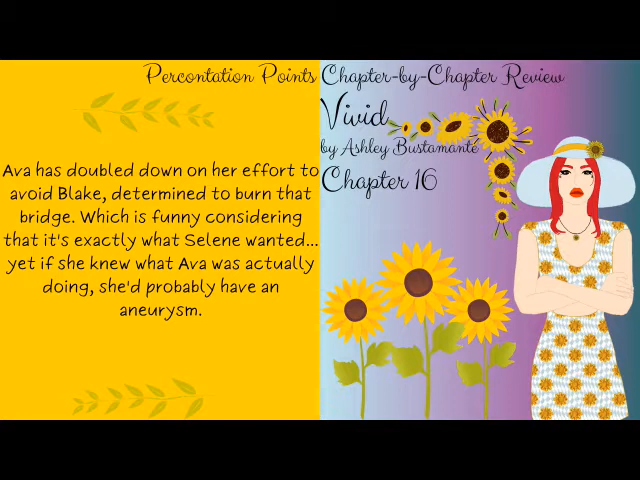 Percontation Points Chapter-by-Chapter Review
Vivid
by Ashley Bustamante
Chapter 16
Ava has doubled down on her effort to
avoid Blake, determined to burn that
bridge. Which is funny considering
that it's exactly what Selene wanted...
yet if she knew what Ava was actually
doing, she'd probably have an
aneurysm.